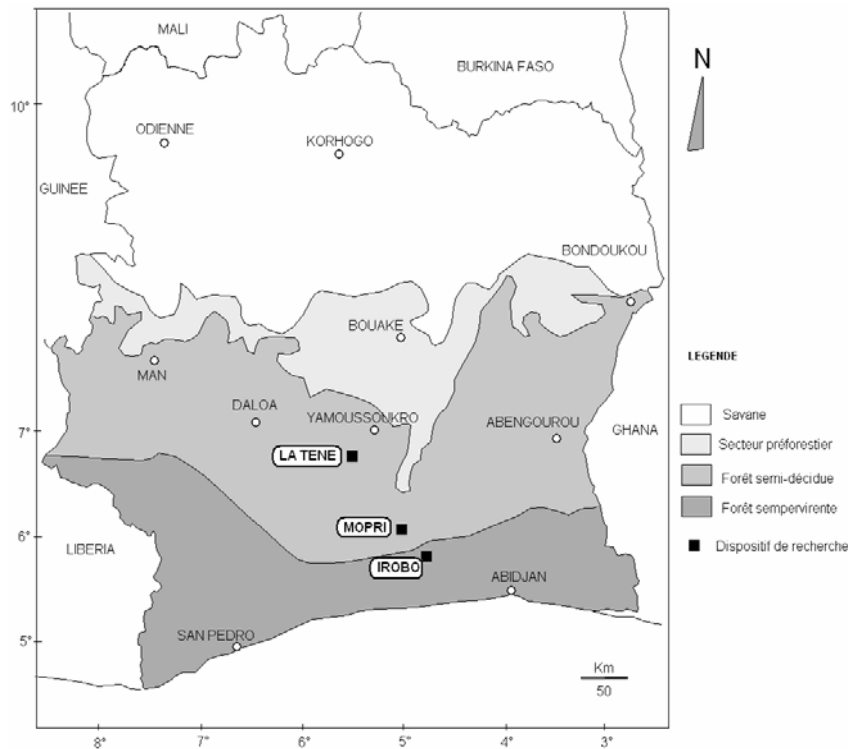 MALI
BURKINA FASO
N
10°
ODIENNE
KORHOGO
GUINEE
BONDOUKOU
BOUAKE
LEGENDE
MAN
DALOA
YAMOUSSOUKRO
ABENGOUROU
GHANA
Savane
7°
Secteur préforestier
LA TENE
Forêt semi-décidue
Forêt sempervirente
6°
MOPRI
LIBERIA
IROBO
Dispositif de recherche
ABIDJAN
5°
SAN PEDRO
Km
50
8°
7°
6°
5°
4°
3°